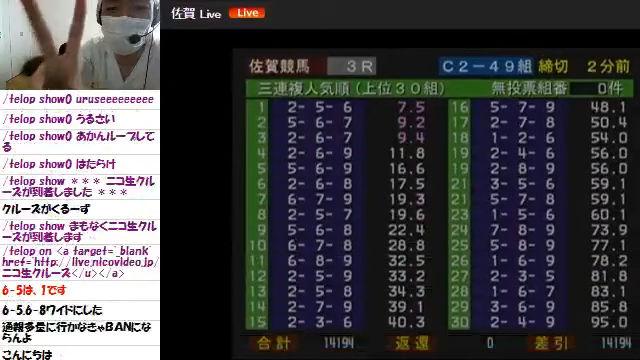 佐賀 Live Live
/telop show0 uruseeeeeeeee
/telop show0 うるさい
/telop show0 あかんループしてる
/telop show0 はたらけ
/telop show * * * ニコ生クルーズが到着しました * * *
クルーズがくるーず
/telop show まもなくニコ生クルーズが到着します
/telop on <a target="_blank" href="http://live.nicovideo.jp/
ニコ生クルーズ</u></a>
6-5は、1です
6-5.6-8ワイドにした
通報多量に行かなきゃBANにならんよ
こんにちは
佐賀競馬 3R C2-49組 締切 2分前
三連複人気順(上位30組) 無投票組番 0件
1 2- 5- 6 7.5 16 5- 7- 9 48.1
2 5- 6- 7 9.2 17 2- 7- 8 50.4
3 2- 6- 7 9.4 18 1- 2- 6 54.0
4 2- 6- 9 11.8 19 1- 5- 6 56.0
5 5- 6- 9 16.6 20 2- 8- 9 56.0
6 2- 6- 8 17.5 21 3- 5- 6 59.1
7 6- 7- 9 19.3 22 5- 7- 8 59.1
8 2- 5- 7 19.6 23 1- 5- 6 60.1
9 5- 6- 8 22.4 24 5- 8- 9 73.9
10 6- 7- 8 28.8 25 7- 8- 9 77.1
11 6- 8- 9 32.5 26 1- 6- 9 78.2
12 2- 5- 9 33.2 27 2- 3- 5 81.8
13 2- 5- 8 34.3 28 1- 6- 7 83.1
14 2- 7- 9 39.1 29 1- 6- 8 85.8
15 2- 3- 6 40.3 30 2- 4- 6 95.0
合計 14194 返還 0 差引 14194